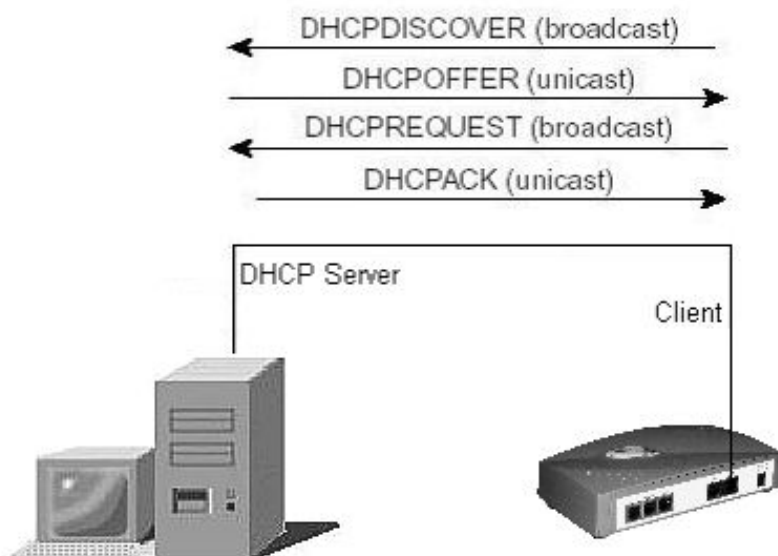 DHCPDISCOVER (broadcast)
DHCPOFFER (unicast)
DHCPREQUEST (broadcast)
DHCPACK (unicast)
DHCP Server
Client